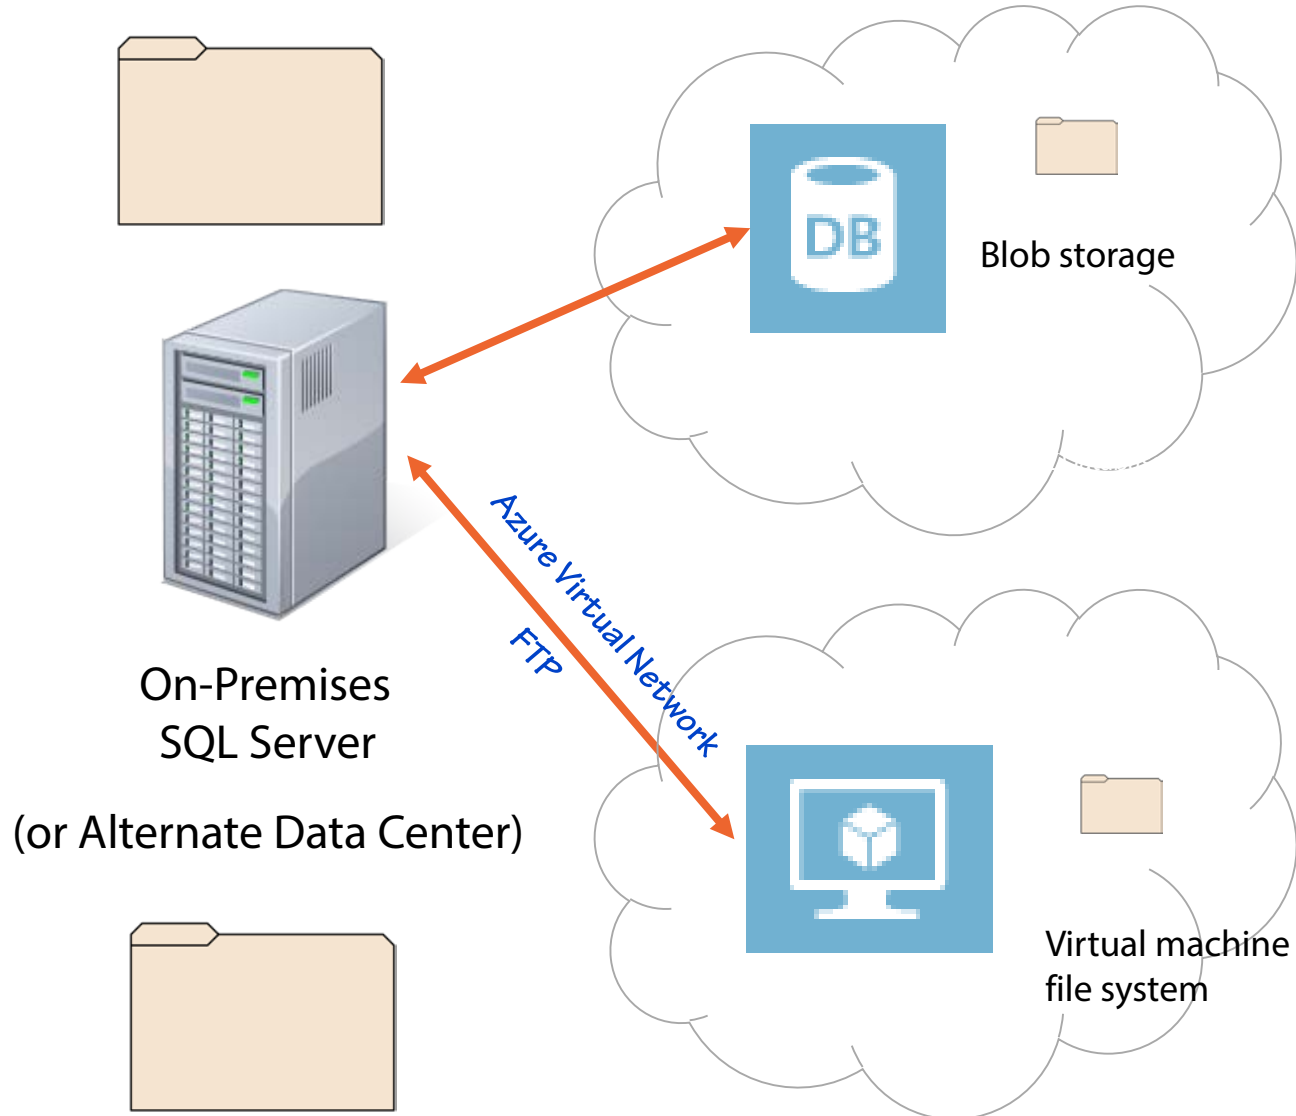 DB
Blob storage
Azure Virtual Network
FTP
On-Premises
SQL Server
(or Alternate Data Center)
Virtual machine
file system